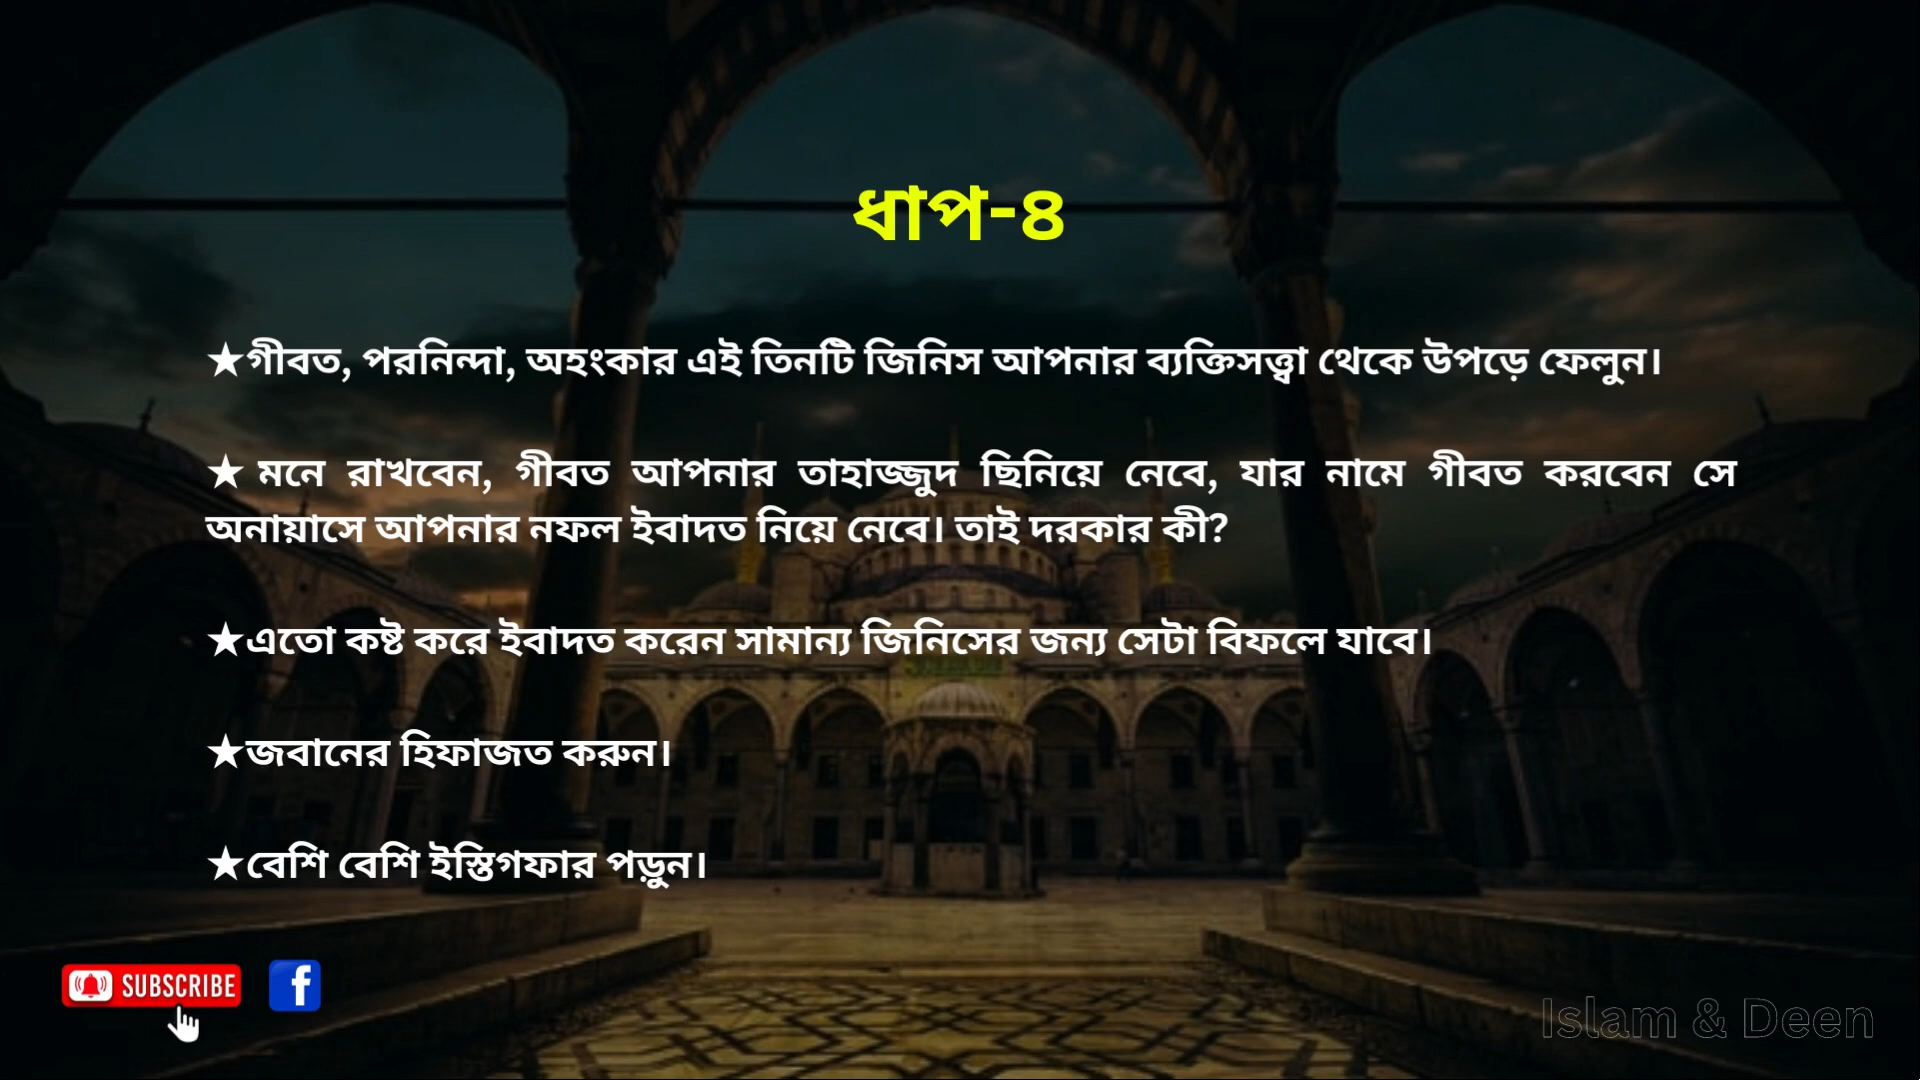 ধাপ-৪
★গীবত, পরনিন্দা, অহংকার এই তিনটি জিনিস আপনার ব্যক্তিসত্ত্বা থেকে উপড়ে ফেলুন।
★ মনে রাখবেন, গীবত আপনার তাহাজ্জুদ ছিনিয়ে নেবে, যার নামে গীবত করবেন সে
অনায়াসে আপনার নফল ইবাদত নিয়ে নেবে। তাই দরকার কী?
★এতো কষ্ট করে ইবাদত করেন সামান্য জিনিসের জন্য সেটা বিফলে যাবে।
★জবানের হিফাজত করুন।
★বেশি বেশি ইস্তিগফার পড়ুন।
SUBSCRIBE
Islam & Deen